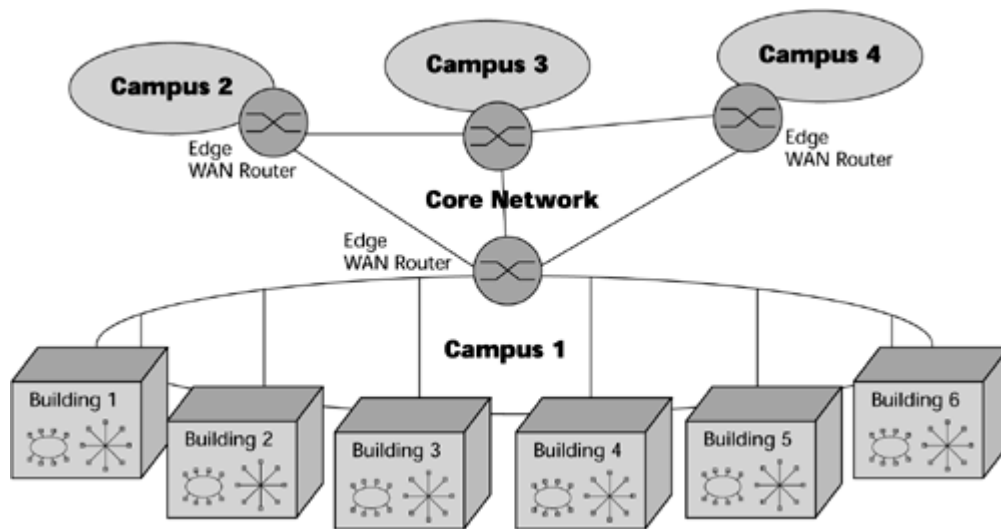 Campus 2
Campus 3
Campus 4
Edge
WAN Router
Edge
WAN Router
Core Network
Edge
WAN Router
Campus 1
Building 1
Building 2
Building 3
Building 4
Building 5
Building 6